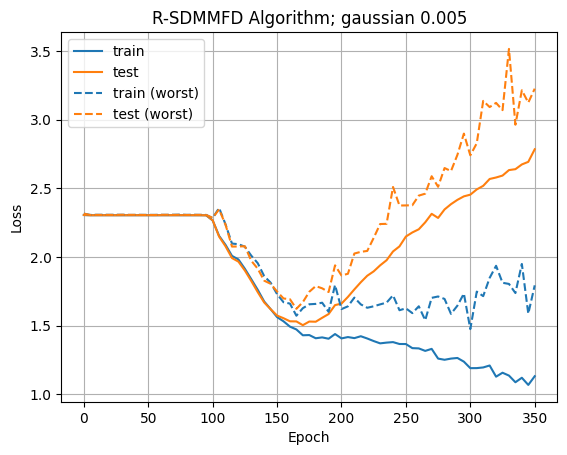 R-SDMMFD Algorithm; gaussian 0.005
train
test
train (worst)
test (worst)
Loss
3.5
3.0
2.5
2.0
1.5
1.0
0
50
100
150
200
250
300
350
Epoch